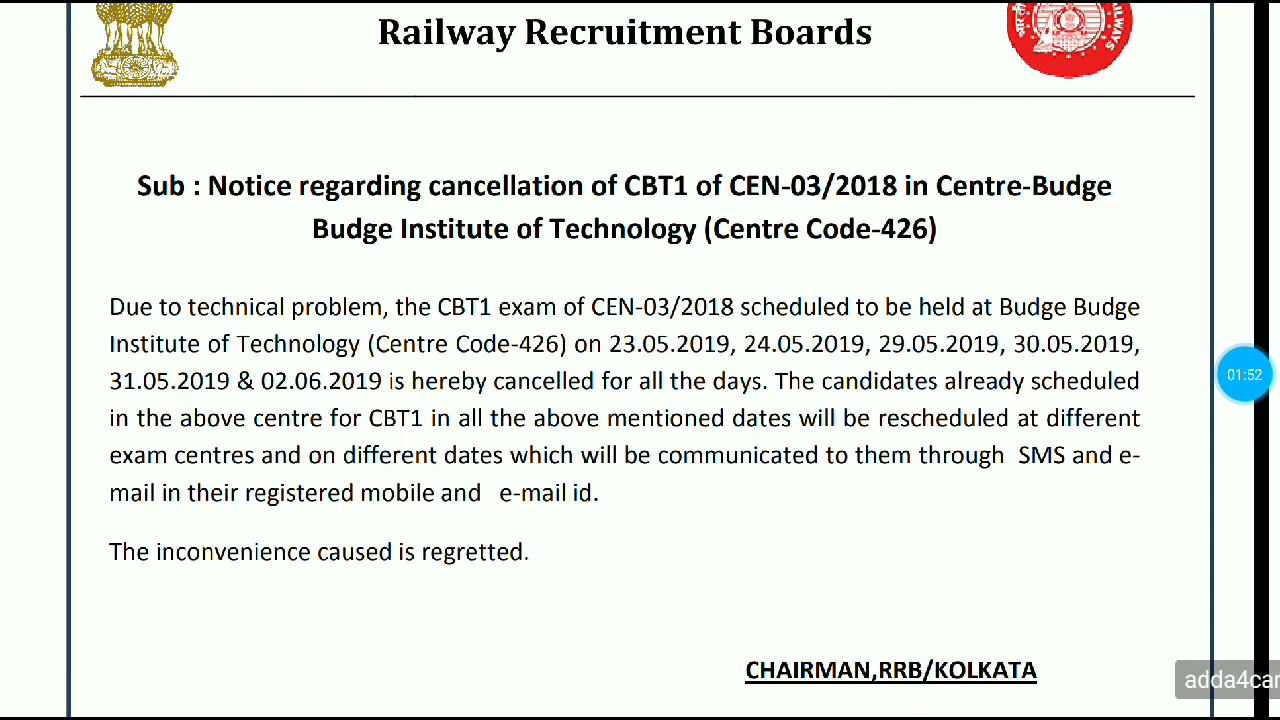 Railway Recruitment Boards
RAILWAYS
Sub : Notice regarding cancellation of CBT1 of CEN-03/2018 in Centre-Budge
Budge Institute of Technology (Centre Code-426)
Due to technical problem, the CBT1 exam of CEN-03/2018 scheduled to be held at Budge Budge
Institute of Technology (Centre Code-426) on 23.05.2019, 24.05.2019, 29.05.2019, 30.05.2019,
31.05.2019 & 02.06.2019 is hereby cancelled for all the days. The candidates already scheduled
in the above centre for CBT1 in all the above mentioned dates will be rescheduled at different
exam centres and on different dates which will be communicated to them through SMS and e-
mail in their registered mobile and e-mail id.
01:52
The inconvenience caused is regretted.
CHAIRMAN,RRB/KOLKATA
adda4car